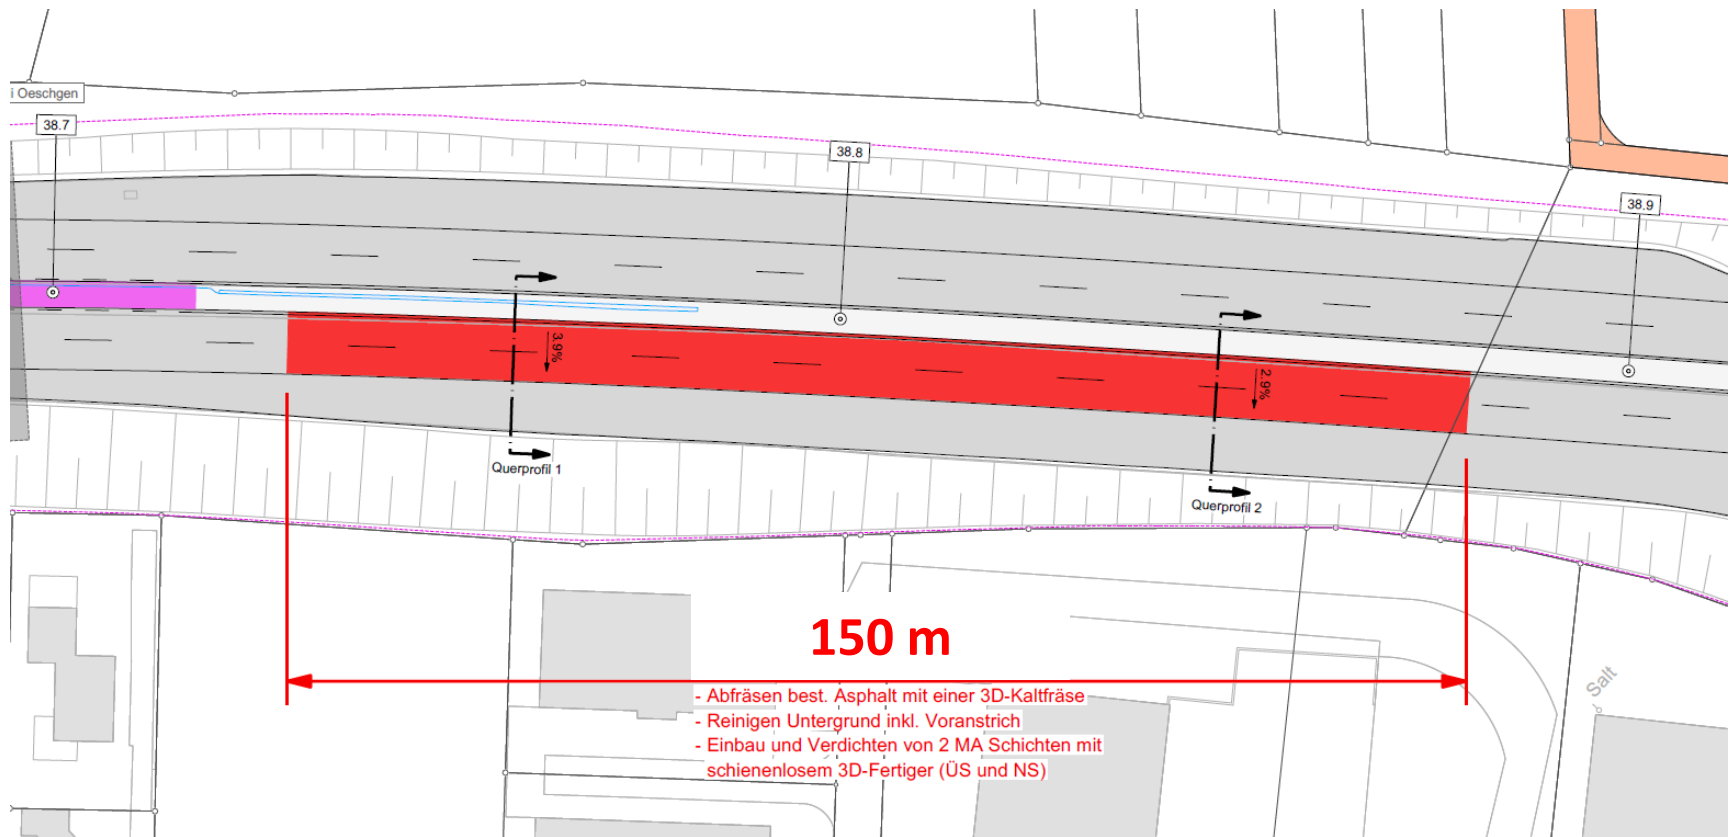 i Oeschgen
38.7
38.8
38.9
3.9%
2.9%
Querprofil 1
Querprofil 2
150 m
- Abfräsen best. Asphalt mit einer 3D-Kaltfräse
- Reinigen Untergrund inkl. Voranstrich
- Einbau und Verdichten von 2 MA Schichten mit
schienenlosem 3D-Fertiger (ÜS und NS)
Salt